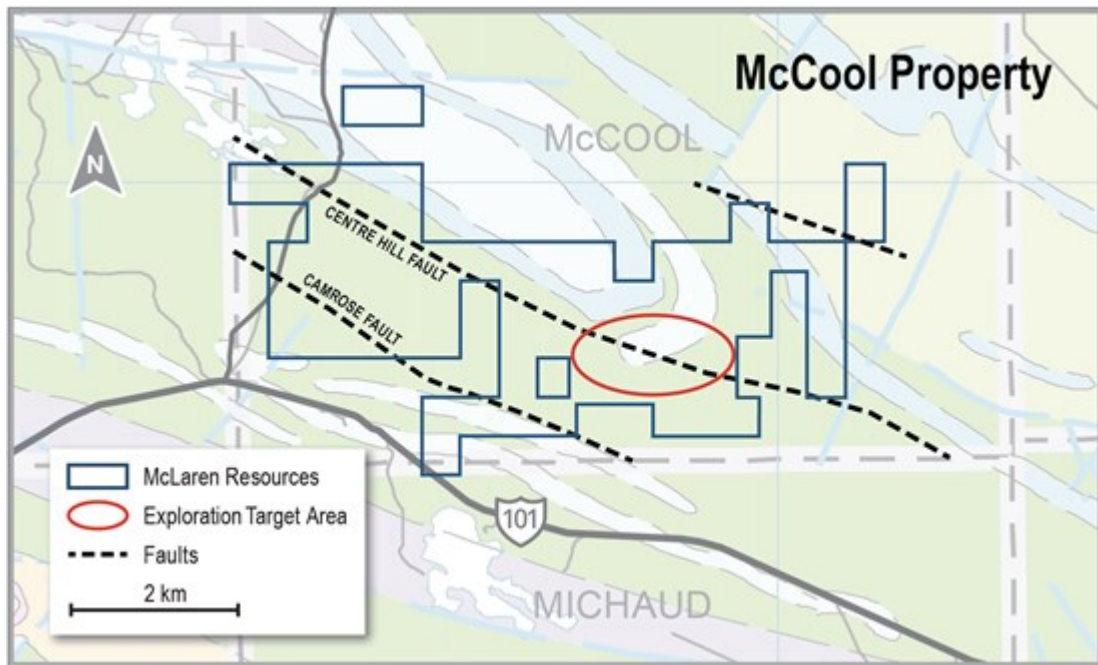 McCool Property
McCOOL
N
CENTRE HILL FAULT
CAMROSE FAULT
McLaren Resources
Exploration Target Area
Faults
2 km
101
MICHAUD